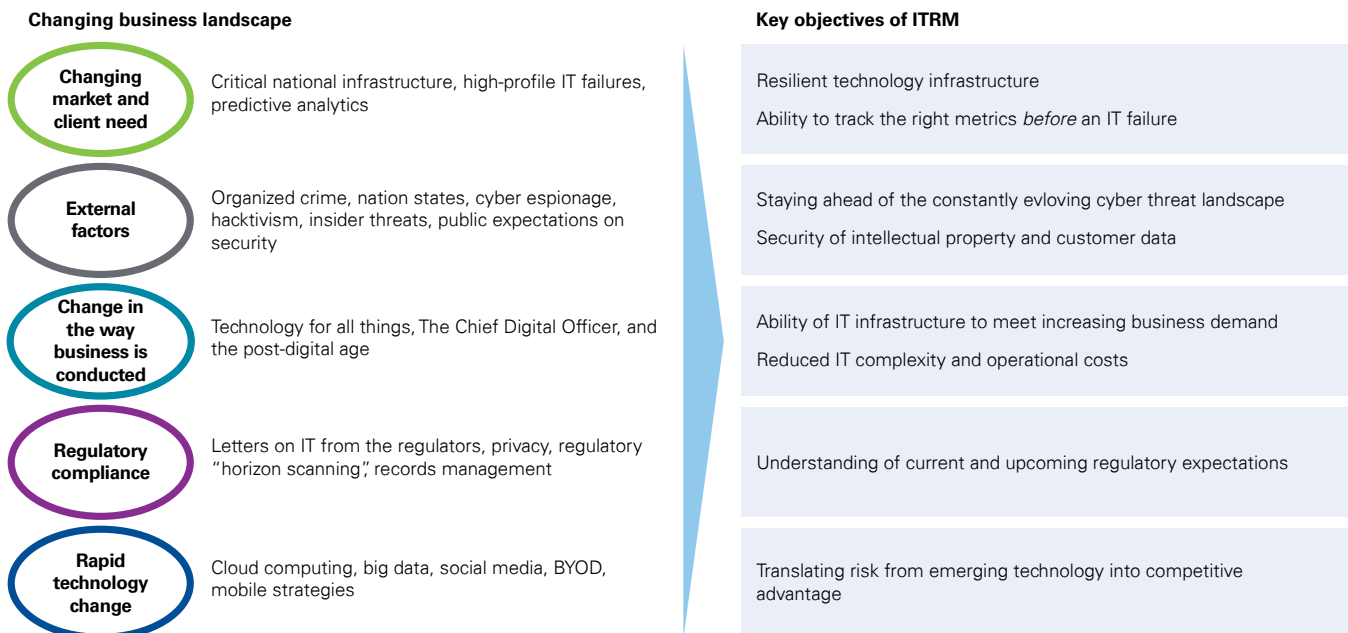 Changing business landscape
Key objectives of ITRM
Changing
market and
client need
Critical national infrastructure, high-profile IT failures,
predictive analytics
Resilient technology infrastructure
Ability to track the right metrics before an IT failure
External
factors
Organized crime, nation states, cyber espionage,
hacktivism, insider threats, public expectations on
security
Staying ahead of the constantly evloving cyber threat landscape
Security of intellectual property and customer data
Change in
the way
business is
conducted
Technology for all things, The Chief Digital Officer, and
the post-digital age
Ability of IT infrastructure to meet increasing business demand
Reduced IT complexity and operational costs
Regulatory
compliance
Letters on IT from the regulators, privacy, regulatory
“horizon scanning”, records management
Understanding of current and upcoming regulatory expectations
Rapid
technology
change
Cloud computing, big data, social media, BYOD,
mobile strategies
Translating risk from emerging technology into competitive
advantage